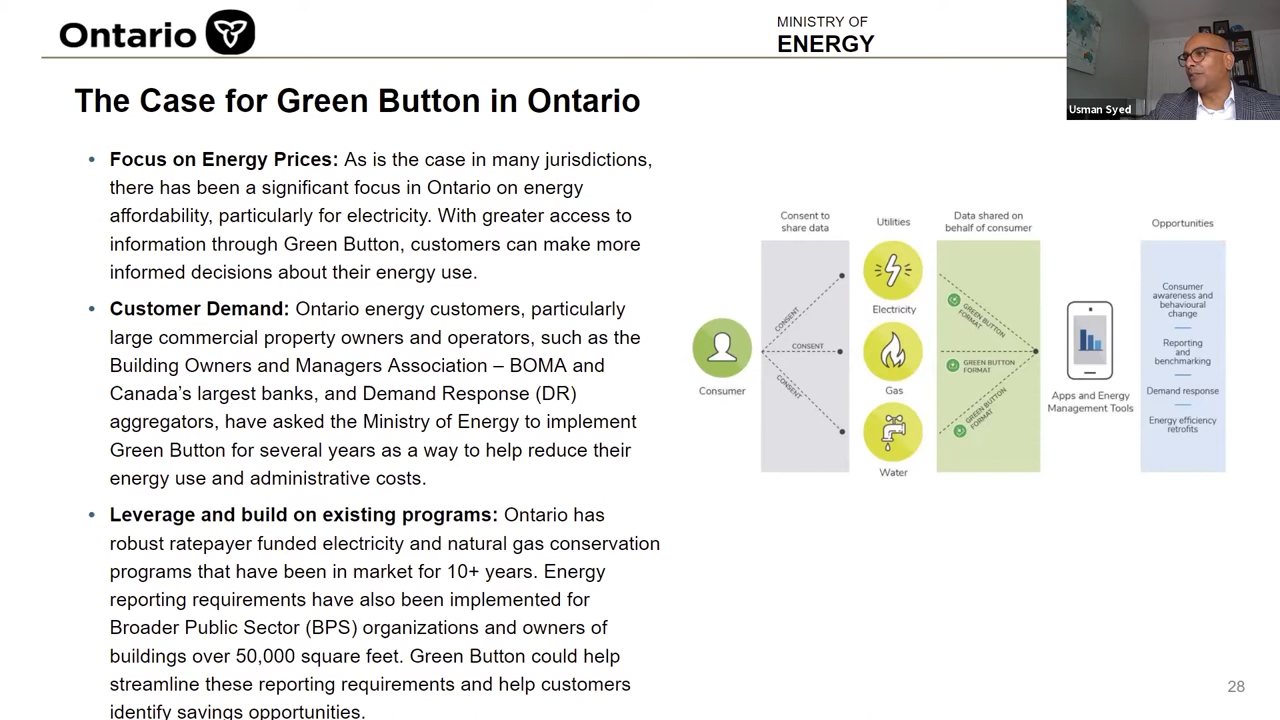 Ontario
MINISTRY OF
ENERGY
Usman Syed
The Case for Green Button in Ontario
• Focus on Energy Prices: As is the case in many jurisdictions,
there has been a significant focus in Ontario on energy
affordability, particularly for electricity. With greater access to
information through Green Button, customers can make more
informed decisions about their energy use.
• Customer Demand: Ontario energy customers, particularly
large commercial property owners and operators, such as the
Building Owners and Managers Association – BOMA and
Canada's largest banks, and Demand Response (DR)
aggregators, have asked the Ministry of Energy to implement
Green Button for several years as a way to help reduce their
energy use and administrative costs.
• Leverage and build on existing programs: Ontario has
robust ratepayer funded electricity and natural gas conservation
programs that have been in market for 10+ years. Energy
reporting requirements have also been implemented for
Broader Public Sector (BPS) organizations and owners of
buildings over 50,000 square feet. Green Button could help
streamline these reporting requirements and help customers
identify savings opportunities.
Consumer
Consent to
share data
CONSENT
CONSENT
CONSENT
Utilities
Electricity
Gas
Water
Data shared on
behalf of consumer
GREEN BUTTON
FORMAT
GREEN BUTTON
FORMAT
GREEN BUTTON
FORMAT
Apps and Energy
Management Tools
Opportunities
Consumer
awareness and
behavioural
change
Reporting
and
benchmarking
Demand response
Energy efficiency
retrofits
28